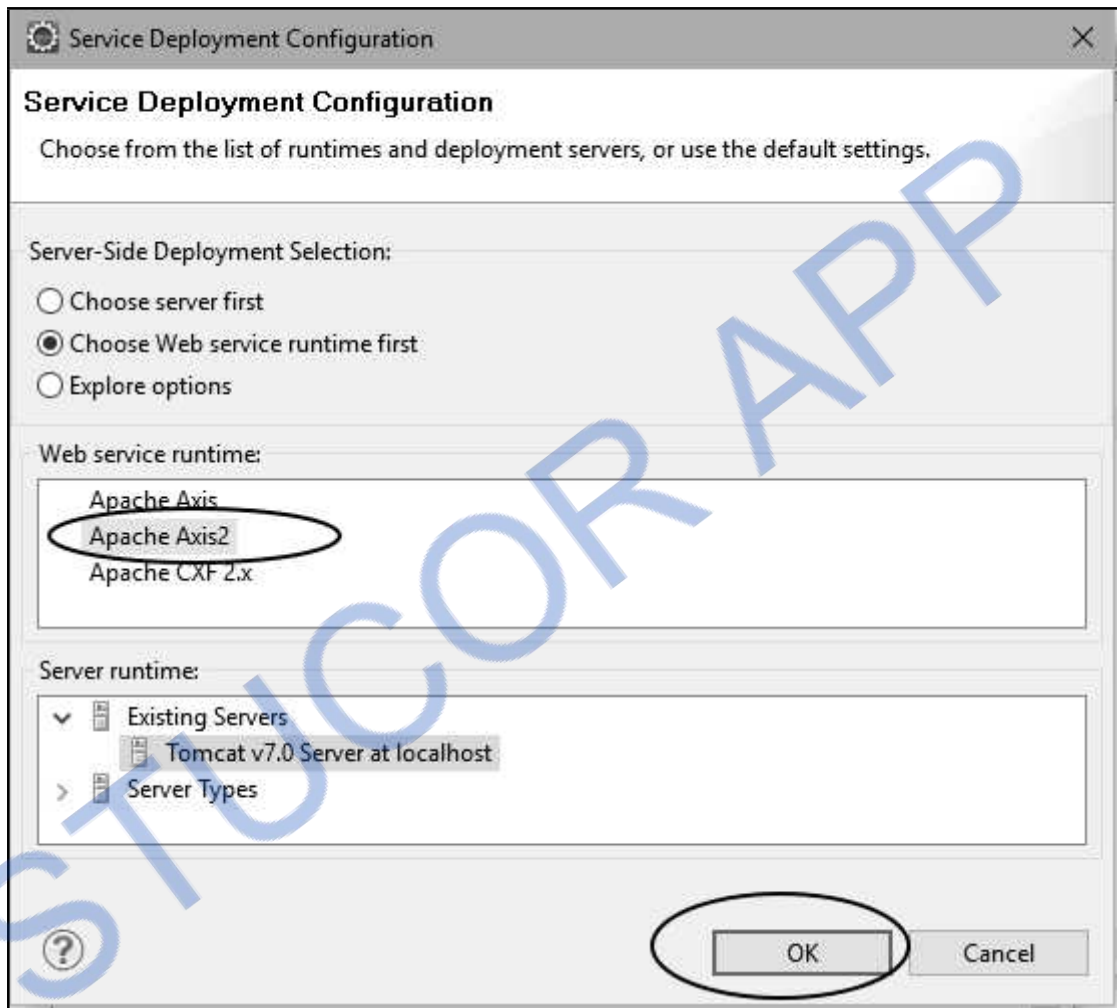 Service Deployment Configuration
Service Deployment Configuration
Choose from the list of runtimes and deployment servers, or use the default settings.
Server-Side Deployment Selection:
Choose server first
Choose Web service runtime first
Explore options
Web service runtime:
Apache Axis
Apache Axis2
Apache CXF 2.x
Server runtime:
Existing Servers
Tomcat v7.0 Server at localhost
Server Types
? OK Cancel
STUCOR APP